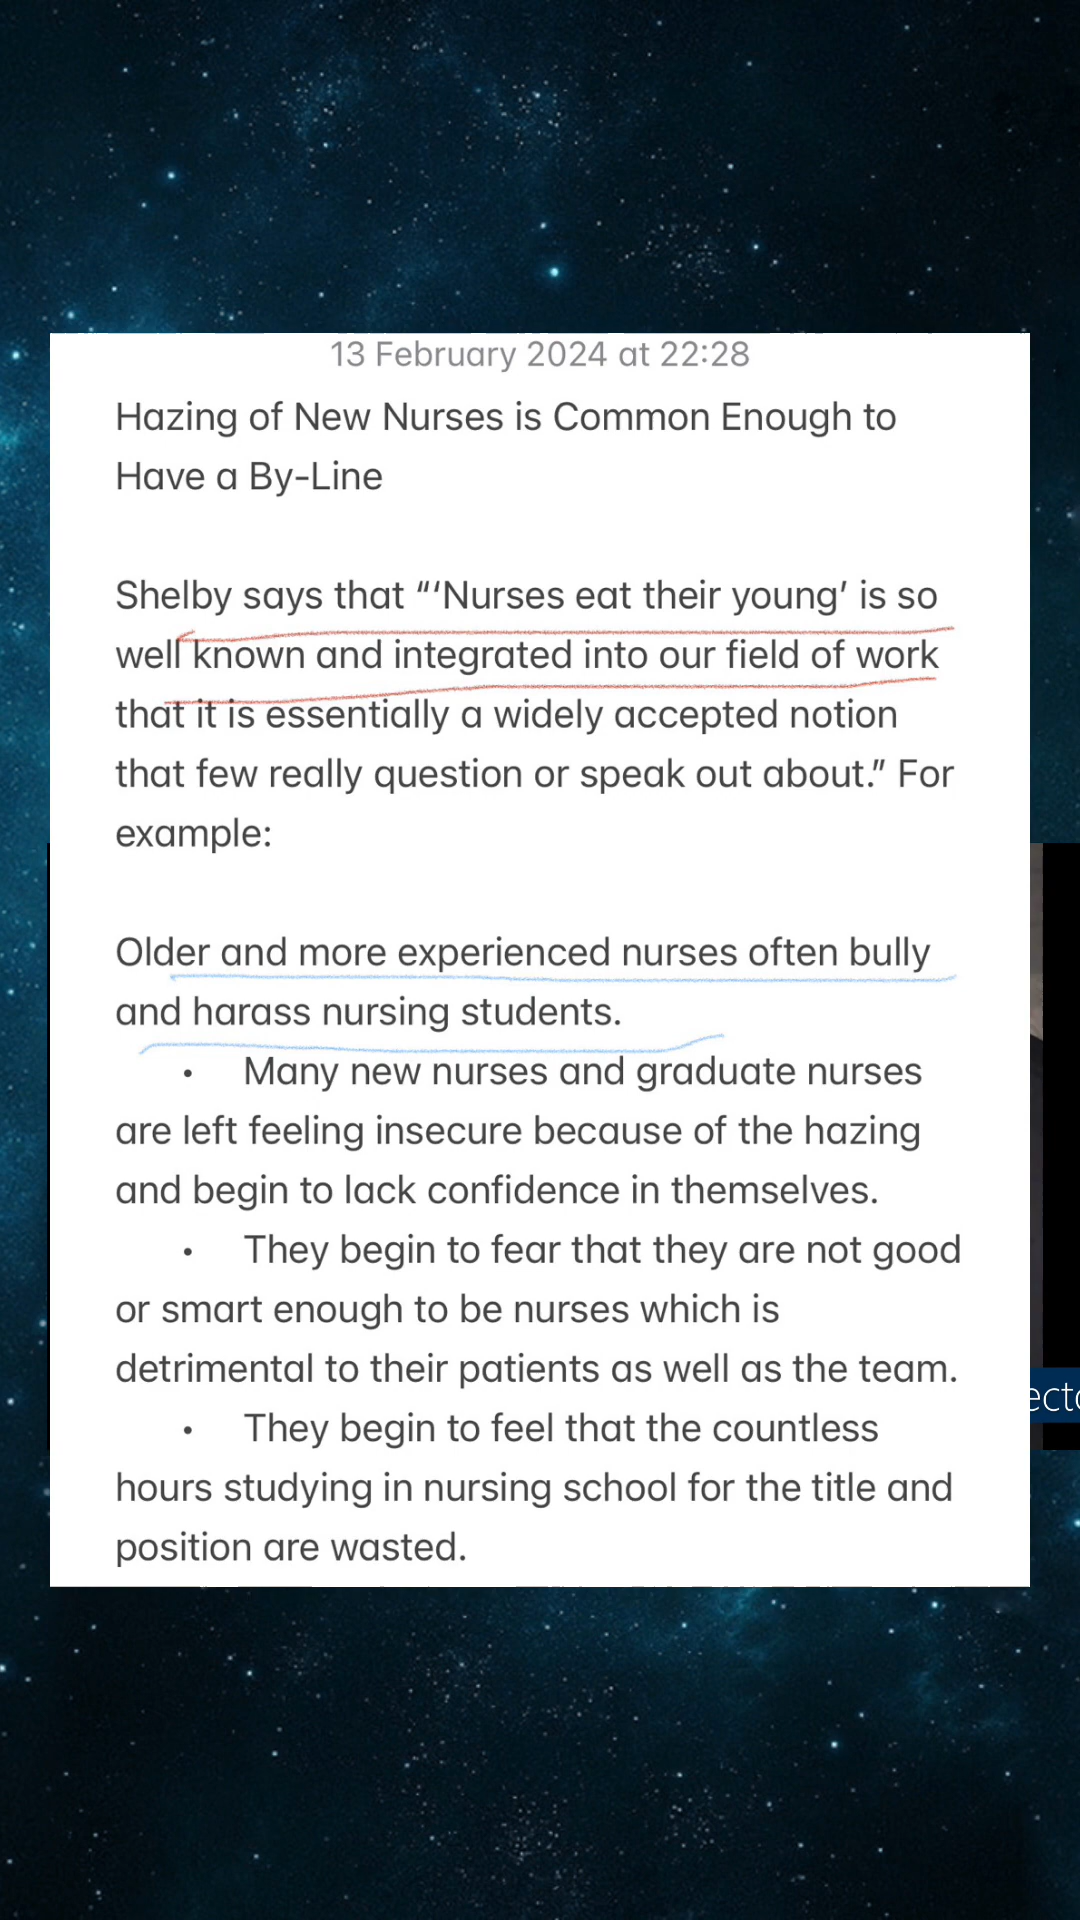 13 February 2024 at 22:28
Hazing of New Nurses is Common Enough to
Have a By-Line
Shelby says that “‘Nurses eat their young’ is so
well known and integrated into our field of work
that it is essentially a widely accepted notion
that few really question or speak out about.” For
example:
Older and more experienced nurses often bully
and harass nursing students.
• Many new nurses and graduate nurses
are left feeling insecure because of the hazing
and begin to lack confidence in themselves.
• They begin to fear that they are not good
or smart enough to be nurses which is
detrimental to their patients as well as the team.
• They begin to feel that the countless
hours studying in nursing school for the title and
position are wasted.